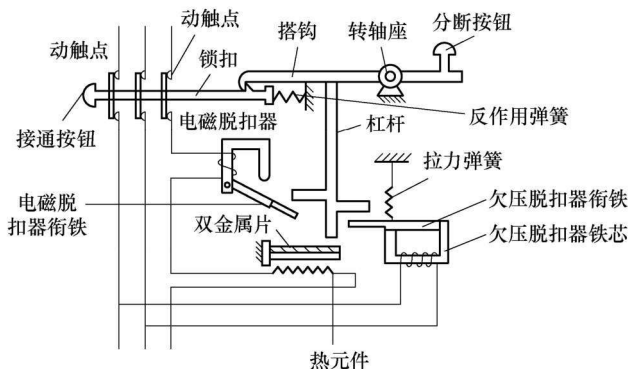 动触点
动触点
搭钩
转轴座
分断按钮
锁扣
接通按钮
电磁脱扣器
杠杆
反作用弹簧
拉力弹簧
电磁脱
扣器衔铁
双金属片
欠压脱扣器衔铁
欠压脱扣器铁芯
热元件